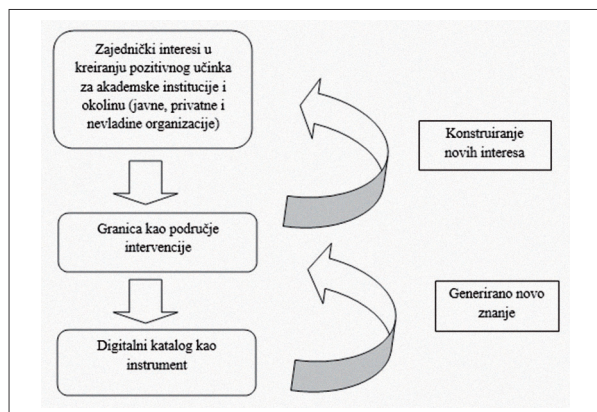 Zajednički interesi u
kreiranju pozitivnog učinka
za akademske institucije i
okolinu (javne, privatne i
nevladine organizacije)
Konstruiranje
novih interesa
Granica kao područje
intervencije
Generirano novo
znanje
Digitalni katalog kao
instrument